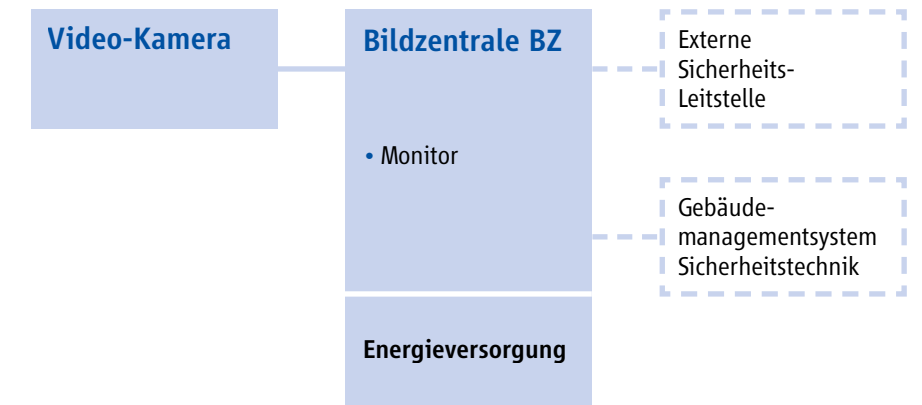 Video-Kamera
Bildzentrale BZ
• Monitor
Energieversorgung
Externe
Sicherheits-
Leitstelle
Gebäude-
managementsystem
Sicherheitstechnik